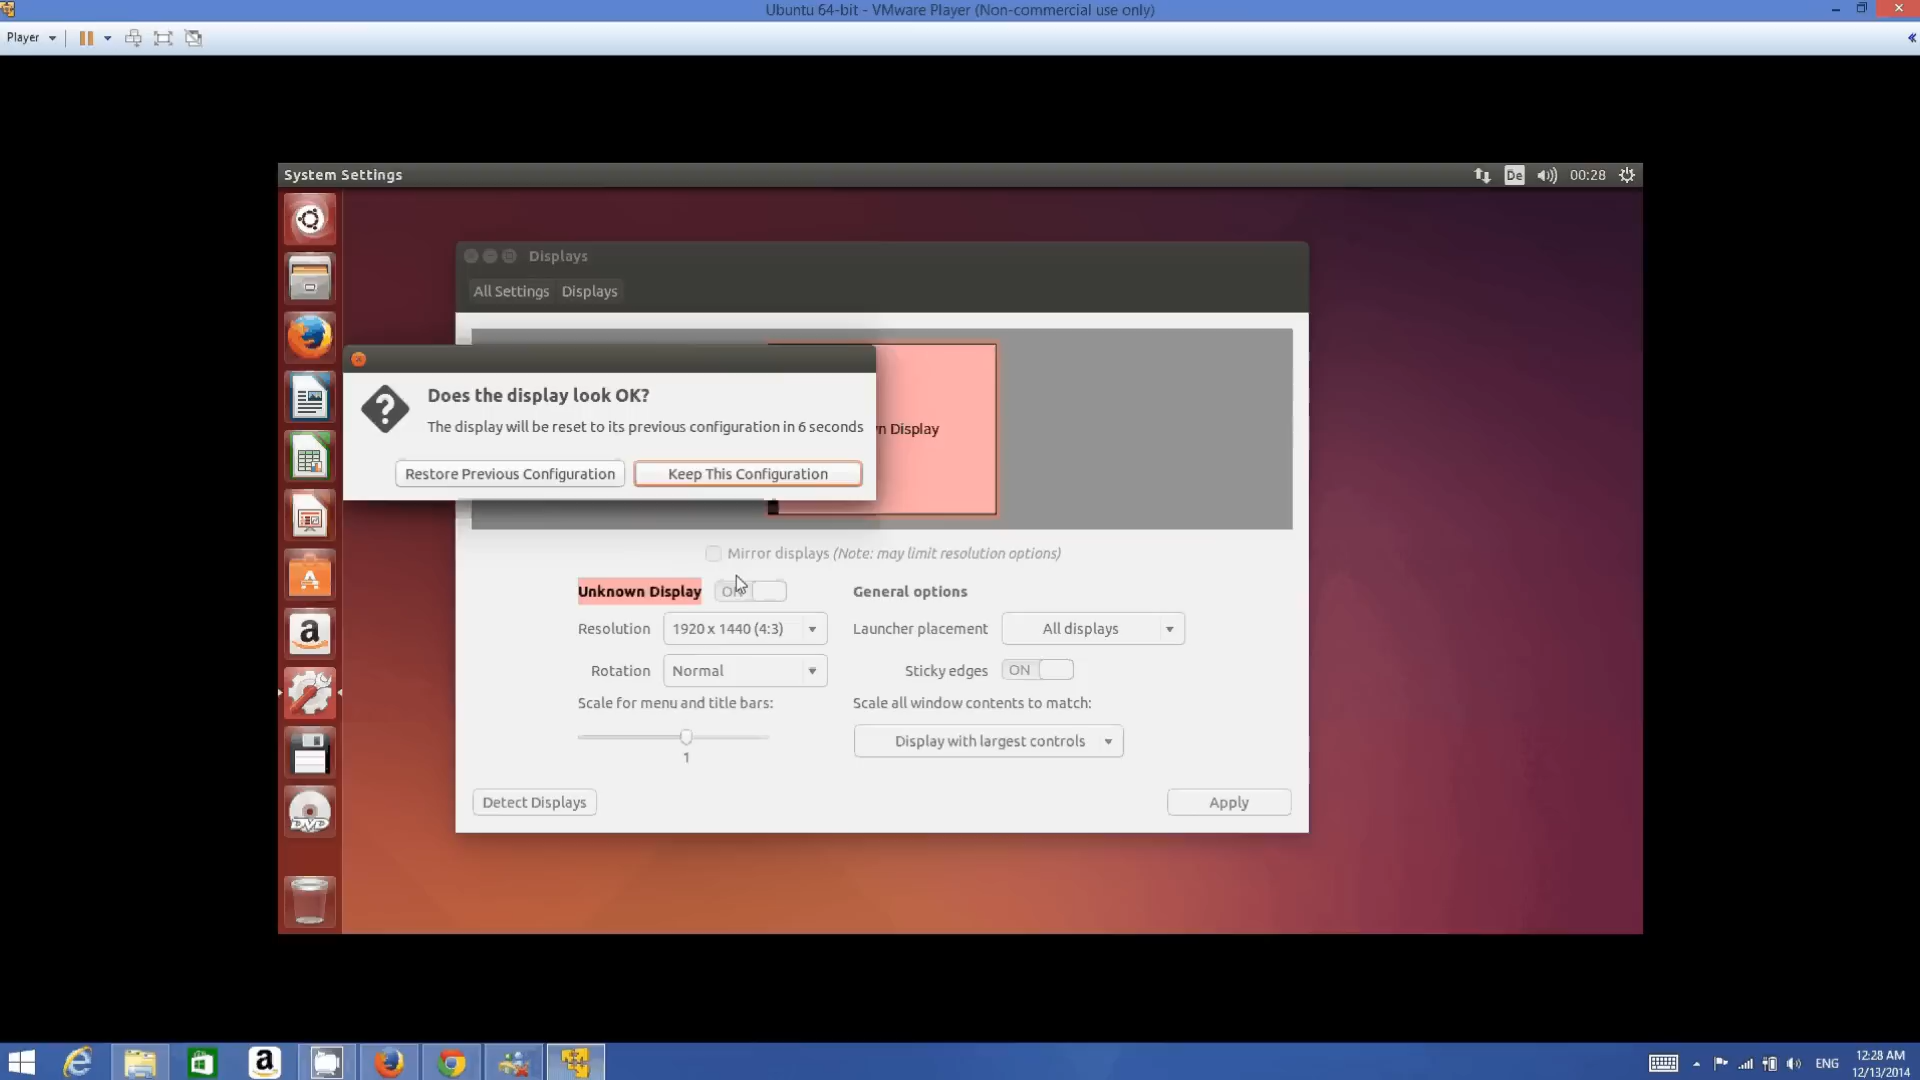 Ubuntu 64-bit - VMware Player (Non-commercial use only)
Player
System Settings
De
00:28
Displays
All Settings Displays
Does the display look OK?
The display will be reset to its previous configuration in 6 seconds
Restore Previous Configuration
Keep This Configuration
n Display
Mirror displays (Note: may limit resolution options)
Unknown Display
General options
Resolution
1920 x 1440 (4:3)
Launcher placement
All displays
Rotation
Normal
Sticky edges
ON
Scale for menu and title bars:
Scale all window contents to match:
1
Display with largest controls
Detect Displays
Apply
DVD
ENG
12:28 AM
12/13/2014